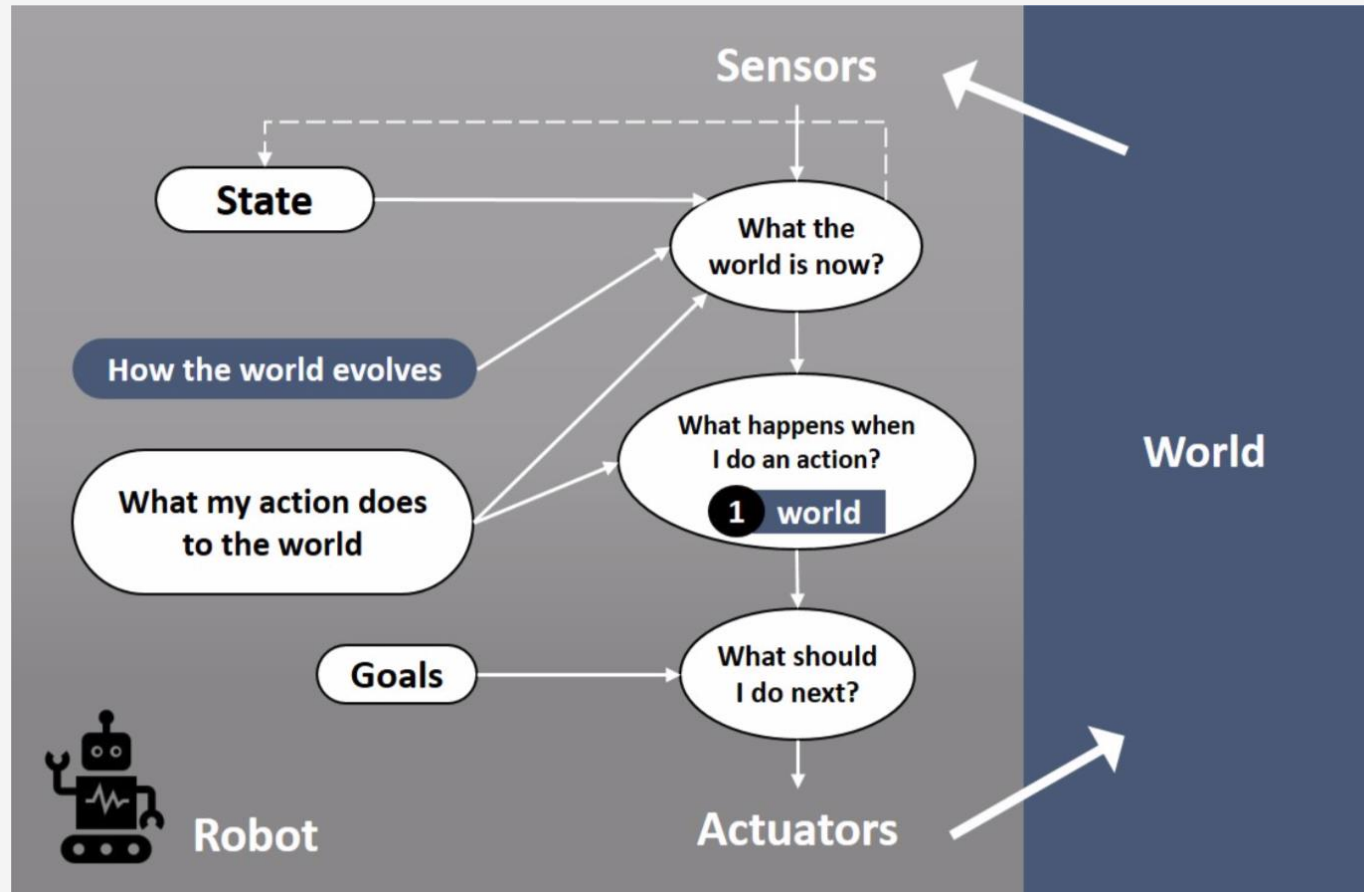 Sensors
State
What the
world is now?
How the world evolves
What happens when
I do an action?
1 world
World
What my action does
to the world
What should
I do next?
Goals
Robot
Actuators